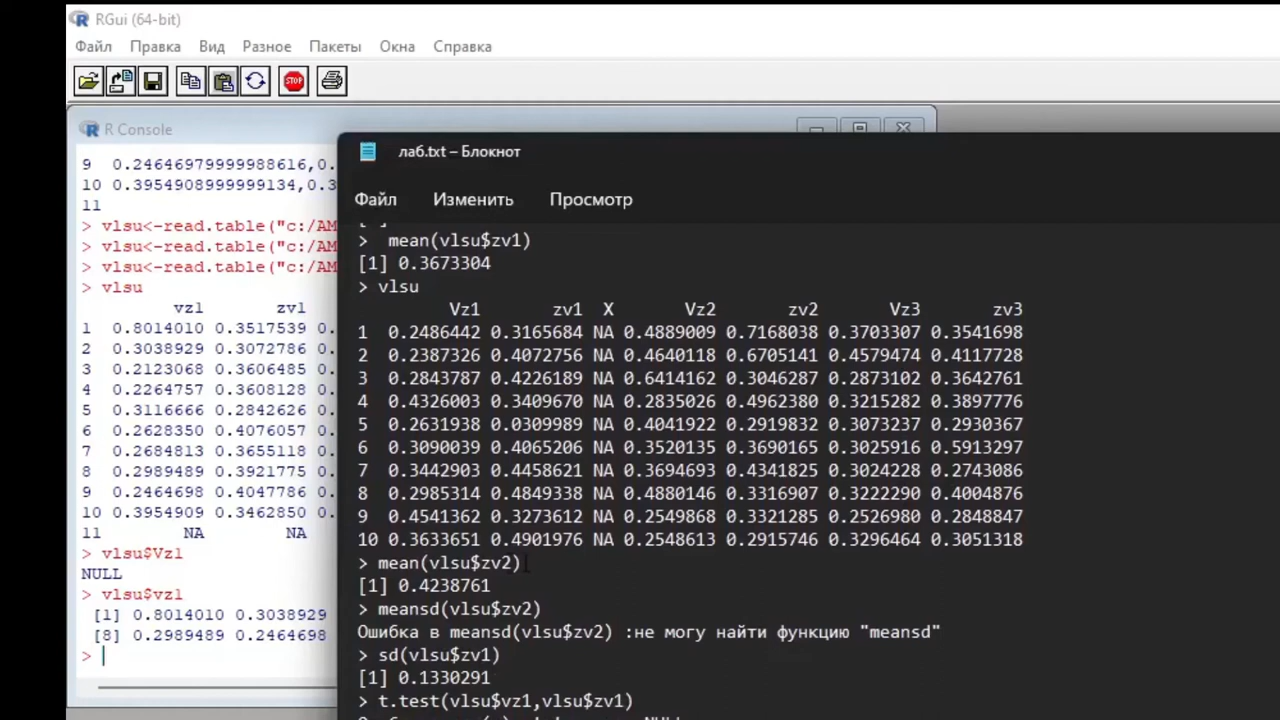 RGui (64-bit)
Файл Правка Вид Разное Пакеты Окна Справка
STOP
R Console
9 0.24646979999988616,0.
10 0.3954908999999134,0.3
11
> vlsu<-read.table("c:/AM
> vlsu<-read.table("c:/AM
> vlsu<-read.table("c:/AM
> vlsu
vz1 zv1
1 0.8014010 0.3517539 0.
2 0.3038929 0.3072786 0.
3 0.2123068 0.3606485 0.
4 0.2264757 0.3608128 0.
5 0.3116666 0.2842626 0.
6 0.2628350 0.4076057 0.
7 0.2684813 0.3655118 0.
8 0.2989489 0.3921775 0.
9 0.2464698 0.4047786 0.
10 0.3954909 0.3462850 0.
11 NA NA
> vlsu$Vz1
NULL
> vlsu$vz1
[1] 0.8014010 0.3038929
[8] 0.2989489 0.2464698
>
лаб.txt – Блокнот
Файл Изменить Просмотр
> mean(vlsu$zv1)
[1] 0.3673304
> vlsu
Vz1 zv1 X Vz2 zv2 Vz3 zv3
1 0.2486442 0.3165684 NA 0.4889009 0.7168038 0.3703307 0.3541698
2 0.2387326 0.4072756 NA 0.4640118 0.6705141 0.4579474 0.4117728
3 0.2843787 0.4226189 NA 0.6414162 0.3046287 0.2873102 0.3642761
4 0.4326003 0.3409670 NA 0.2835026 0.4962380 0.3215282 0.3897776
5 0.2631938 0.0309989 NA 0.4041922 0.2919832 0.3073237 0.2930367
6 0.3090039 0.4065206 NA 0.3520135 0.3690165 0.3025916 0.5913297
7 0.3442903 0.4458621 NA 0.3694693 0.4341825 0.3024228 0.2743086
8 0.2985314 0.4849338 NA 0.4880146 0.3316907 0.3222290 0.4004876
9 0.4541362 0.3273612 NA 0.2549868 0.3321285 0.2526980 0.2848847
10 0.3633651 0.4901976 NA 0.2548613 0.2915746 0.3296464 0.3051318
> mean(vlsu$zv2)
[1] 0.4238761
> meansd(vlsu$zv2)
Ошибка в meansd(vlsu$zv2) :не могу найти функцию "meansd"
> sd(vlsu$zv1)
[1] 0.1330291
> t.test(vlsu$vz1,vlsu$zv1)